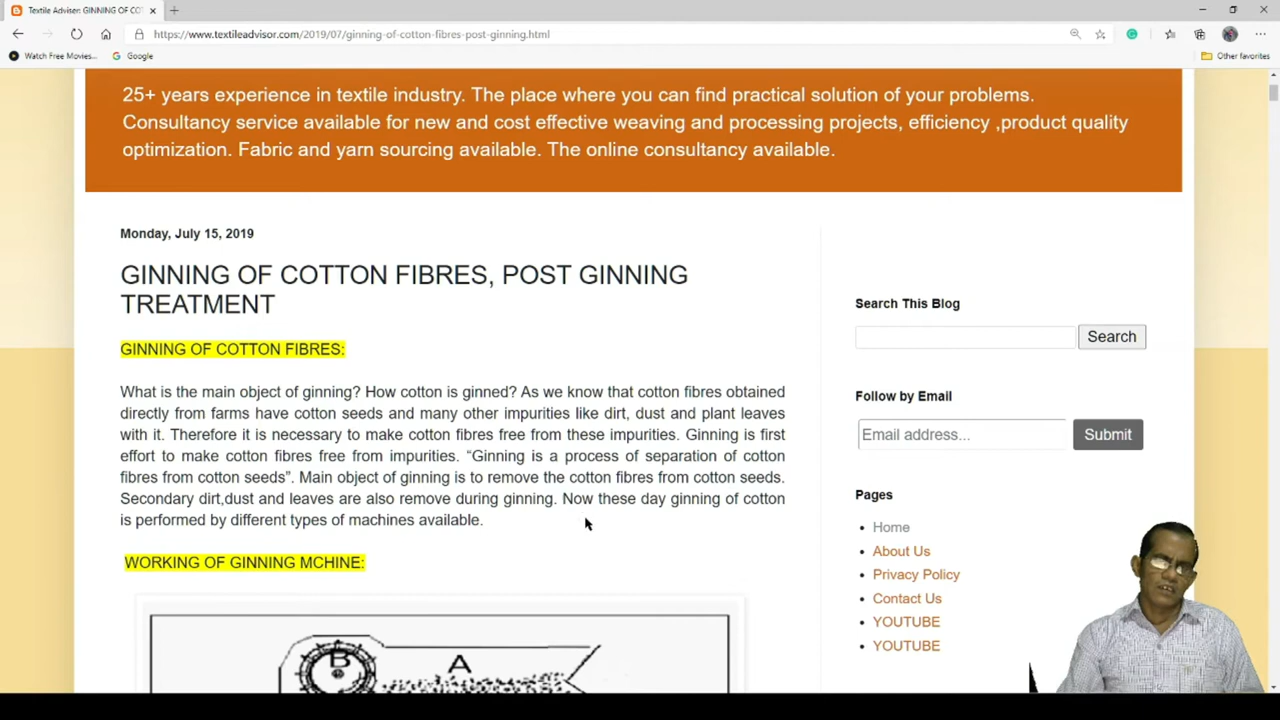 Textile Adviser: GINNING OF CO
https://www.textileadvisor.com/2019/07/ginning-of-cotton-fibres-post-ginning.html
Watch Free Movies...
Google
Other favorites
25+ years experience in textile industry. The place where you can find practical solution of your problems.
Consultancy service available for new and cost effective weaving and processing projects, efficiency ,product quality
optimization. Fabric and yarn sourcing available. The online consultancy available.
Monday, July 15, 2019
GINNING OF COTTON FIBRES, POST GINNING
TREATMENT
GINNING OF COTTON FIBRES:
What is the main object of ginning? How cotton is ginned? As we know that cotton fibres obtained
directly from farms have cotton seeds and many other impurities like dirt, dust and plant leaves
with it. Therefore it is necessary to make cotton fibres free from these impurities. Ginning is first
effort to make cotton fibres free from impurities. “Ginning is a process of separation of cotton
fibres from cotton seeds”. Main object of ginning is to remove the cotton fibres from cotton seeds.
Secondary dirt,dust and leaves are also remove during ginning. Now these day ginning of cotton
is performed by different types of machines available.
WORKING OF GINNING MCHINE:
B
A
Search This Blog
Search
Follow by Email
Email address...
Submit
Pages
Home
About Us
Privacy Policy
Contact Us
YOUTUBE
YOUTUBE